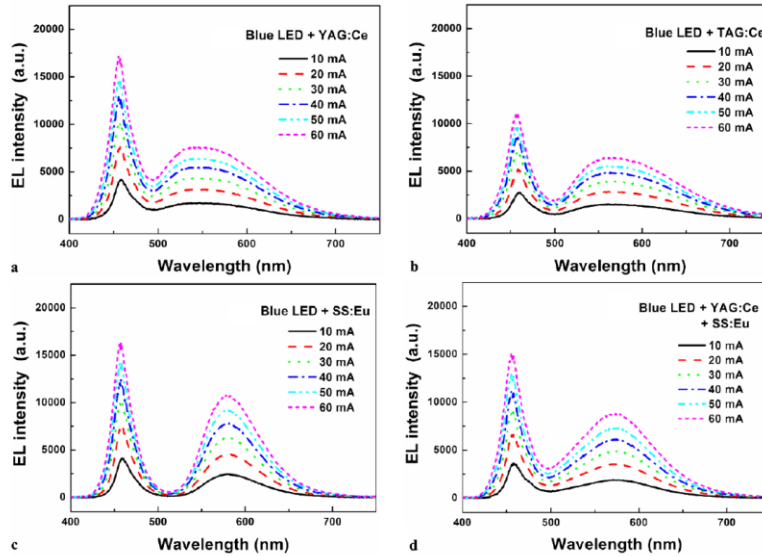 Blue LED + YAG:Ce
10 mA
20 mA
30 mA
40 mA
50 mA
60 mA
EL intensity (a.u.)
20000
15000
10000
5000
0
400
500
600
700
Wavelength (nm)
a
Blue LED + TAG:Ce
10 mA
20 mA
30 mA
40 mA
50 mA
60 mA
EL intensity (a.u.)
20000
15000
10000
5000
0
400
500
600
700
Wavelength (nm)
b
Blue LED + SS:Eu
10 mA
20 mA
30 mA
40 mA
50 mA
60 mA
EL intensity (a.u.)
20000
15000
10000
5000
0
400
500
600
700
Wavelength (nm)
c
Blue LED + YAG:Ce
+ SS:Eu
10 mA
20 mA
30 mA
40 mA
50 mA
60 mA
EL intensity (a.u.)
20000
15000
10000
5000
0
400
500
600
700
Wavelength (nm)
d